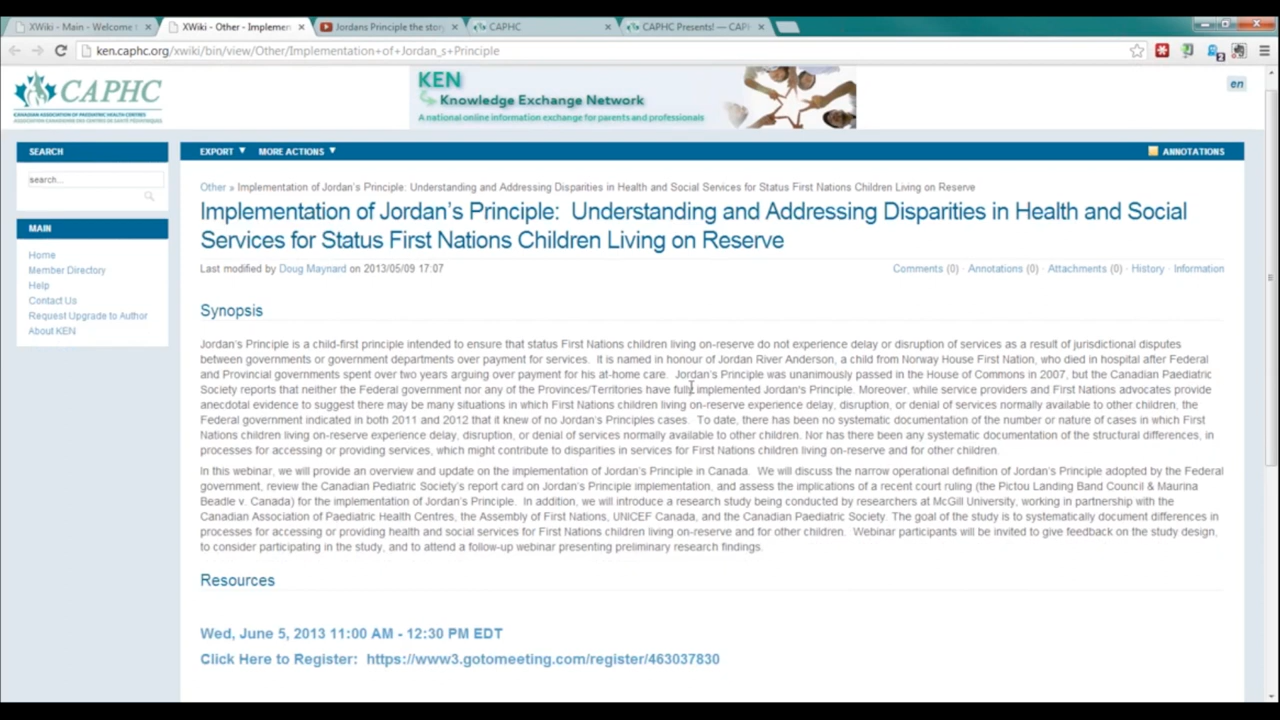 XWiki - Main - Welcome t
XWiki - Other - Implemen
Jordans Principle the story
CAPHC
CAPHC Presents! — CAPH
ken.caphc.org/xwiki/bin/view/Other/Implementation+of+Jordan_s+Principle
CAPHC
CANADIAN ASSOCIATION OF PAEDIATRIC HEALTH CENTRES
ASSOCIATION CANADIENNE DES CENTRES DE SANTÉ PÉDIATRIQUES
KEN
Knowledge Exchange Network
A national online information exchange for parents and professionals
en
SEARCH
search...
MAIN
Home
Member Directory
Help
Contact Us
Request Upgrade to Author
About KEN
EXPORT MORE ACTIONS ANNOTATIONS
Other » Implementation of Jordan's Principle: Understanding and Addressing Disparities in Health and Social Services for Status First Nations Children Living on Reserve
Implementation of Jordan's Principle: Understanding and Addressing Disparities in Health and Social
Services for Status First Nations Children Living on Reserve
Last modified by Doug Maynard on 2013/05/09 17:07
Comments (0) · Annotations (0) · Attachments (0) · History · Information
Synopsis
Jordan's Principle is a child-first principle intended to ensure that status First Nations children living on-reserve do not experience delay or disruption of services as a result of jurisdictional disputes
between governments or government departments over payment for services. It is named in honour of Jordan River Anderson, a child from Norway House First Nation, who died in hospital after Federal
and Provincial governments spent over two years arguing over payment for his at-home care. Jordan's Principle was unanimously passed in the House of Commons in 2007, but the Canadian Paediatric
Society reports that neither the Federal government nor any of the Provinces/Territories have fully implemented Jordan's Principle. Moreover, while service providers and First Nations advocates provide
anecdotal evidence to suggest there may be many situations in which First Nations children living on-reserve experience delay, disruption, or denial of services normally available to other children, the
Federal government indicated in both 2011 and 2012 that it knew of no Jordan's Principles cases. To date, there has been no systematic documentation of the number or nature of cases in which First
Nations children living on-reserve experience delay, disruption, or denial of services normally available to other children. Nor has there been any systematic documentation of the structural differences, in
processes for accessing or providing services, which might contribute to disparities in services for First Nations children living on-reserve and for other children.
In this webinar, we will provide an overview and update on the implementation of Jordan's Principle in Canada. We will discuss the narrow operational definition of Jordan's Principle adopted by the Federal
government, review the Canadian Pediatric Society's report card on Jordan's Principle implementation, and assess the implications of a recent court ruling (the Pictou Landing Band Council & Maurina
Beadle v. Canada) for the implementation of Jordan's Principle. In addition, we will introduce a research study being conducted by researchers at McGill University, working in partnership with the
Canadian Association of Paediatric Health Centres, the Assembly of First Nations, UNICEF Canada, and the Canadian Paediatric Society. The goal of the study is to systematically document differences in
processes for accessing or providing health and social services for First Nations children living on-reserve and for other children. Webinar participants will be invited to give feedback on the study design,
to consider participating in the study, and to attend a follow-up webinar presenting preliminary research findings.
Resources
Wed, June 5, 2013 11:00 AM - 12:30 PM EDT
Click Here to Register: https://www3.gotomeeting.com/register/463037830